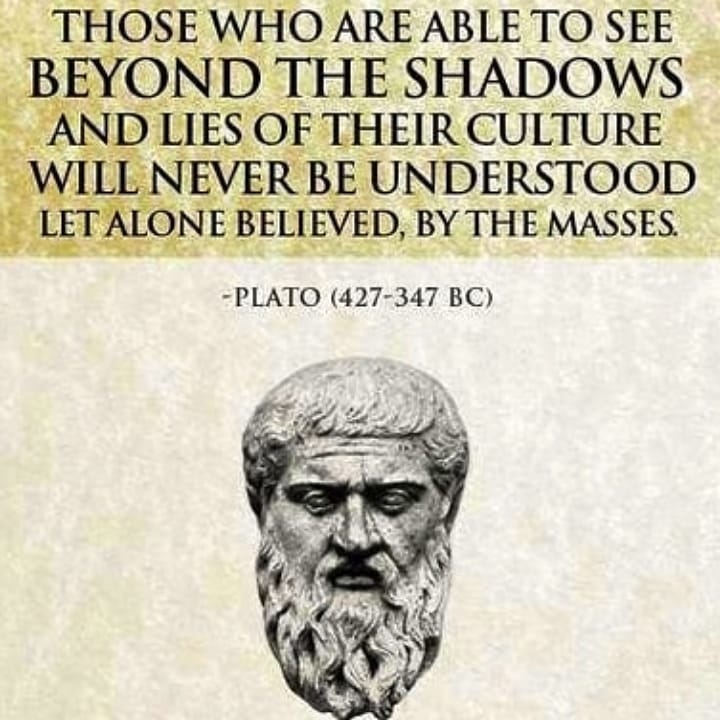 THOSE WHO ARE ABLE TO SEE
BEYOND THE SHADOWS
AND LIES OF THEIR CULTURE
WILL NEVER BE UNDERSTOOD
LET ALONE BELIEVED, BY THE MASSES.
-PLATO (427-347 BC)